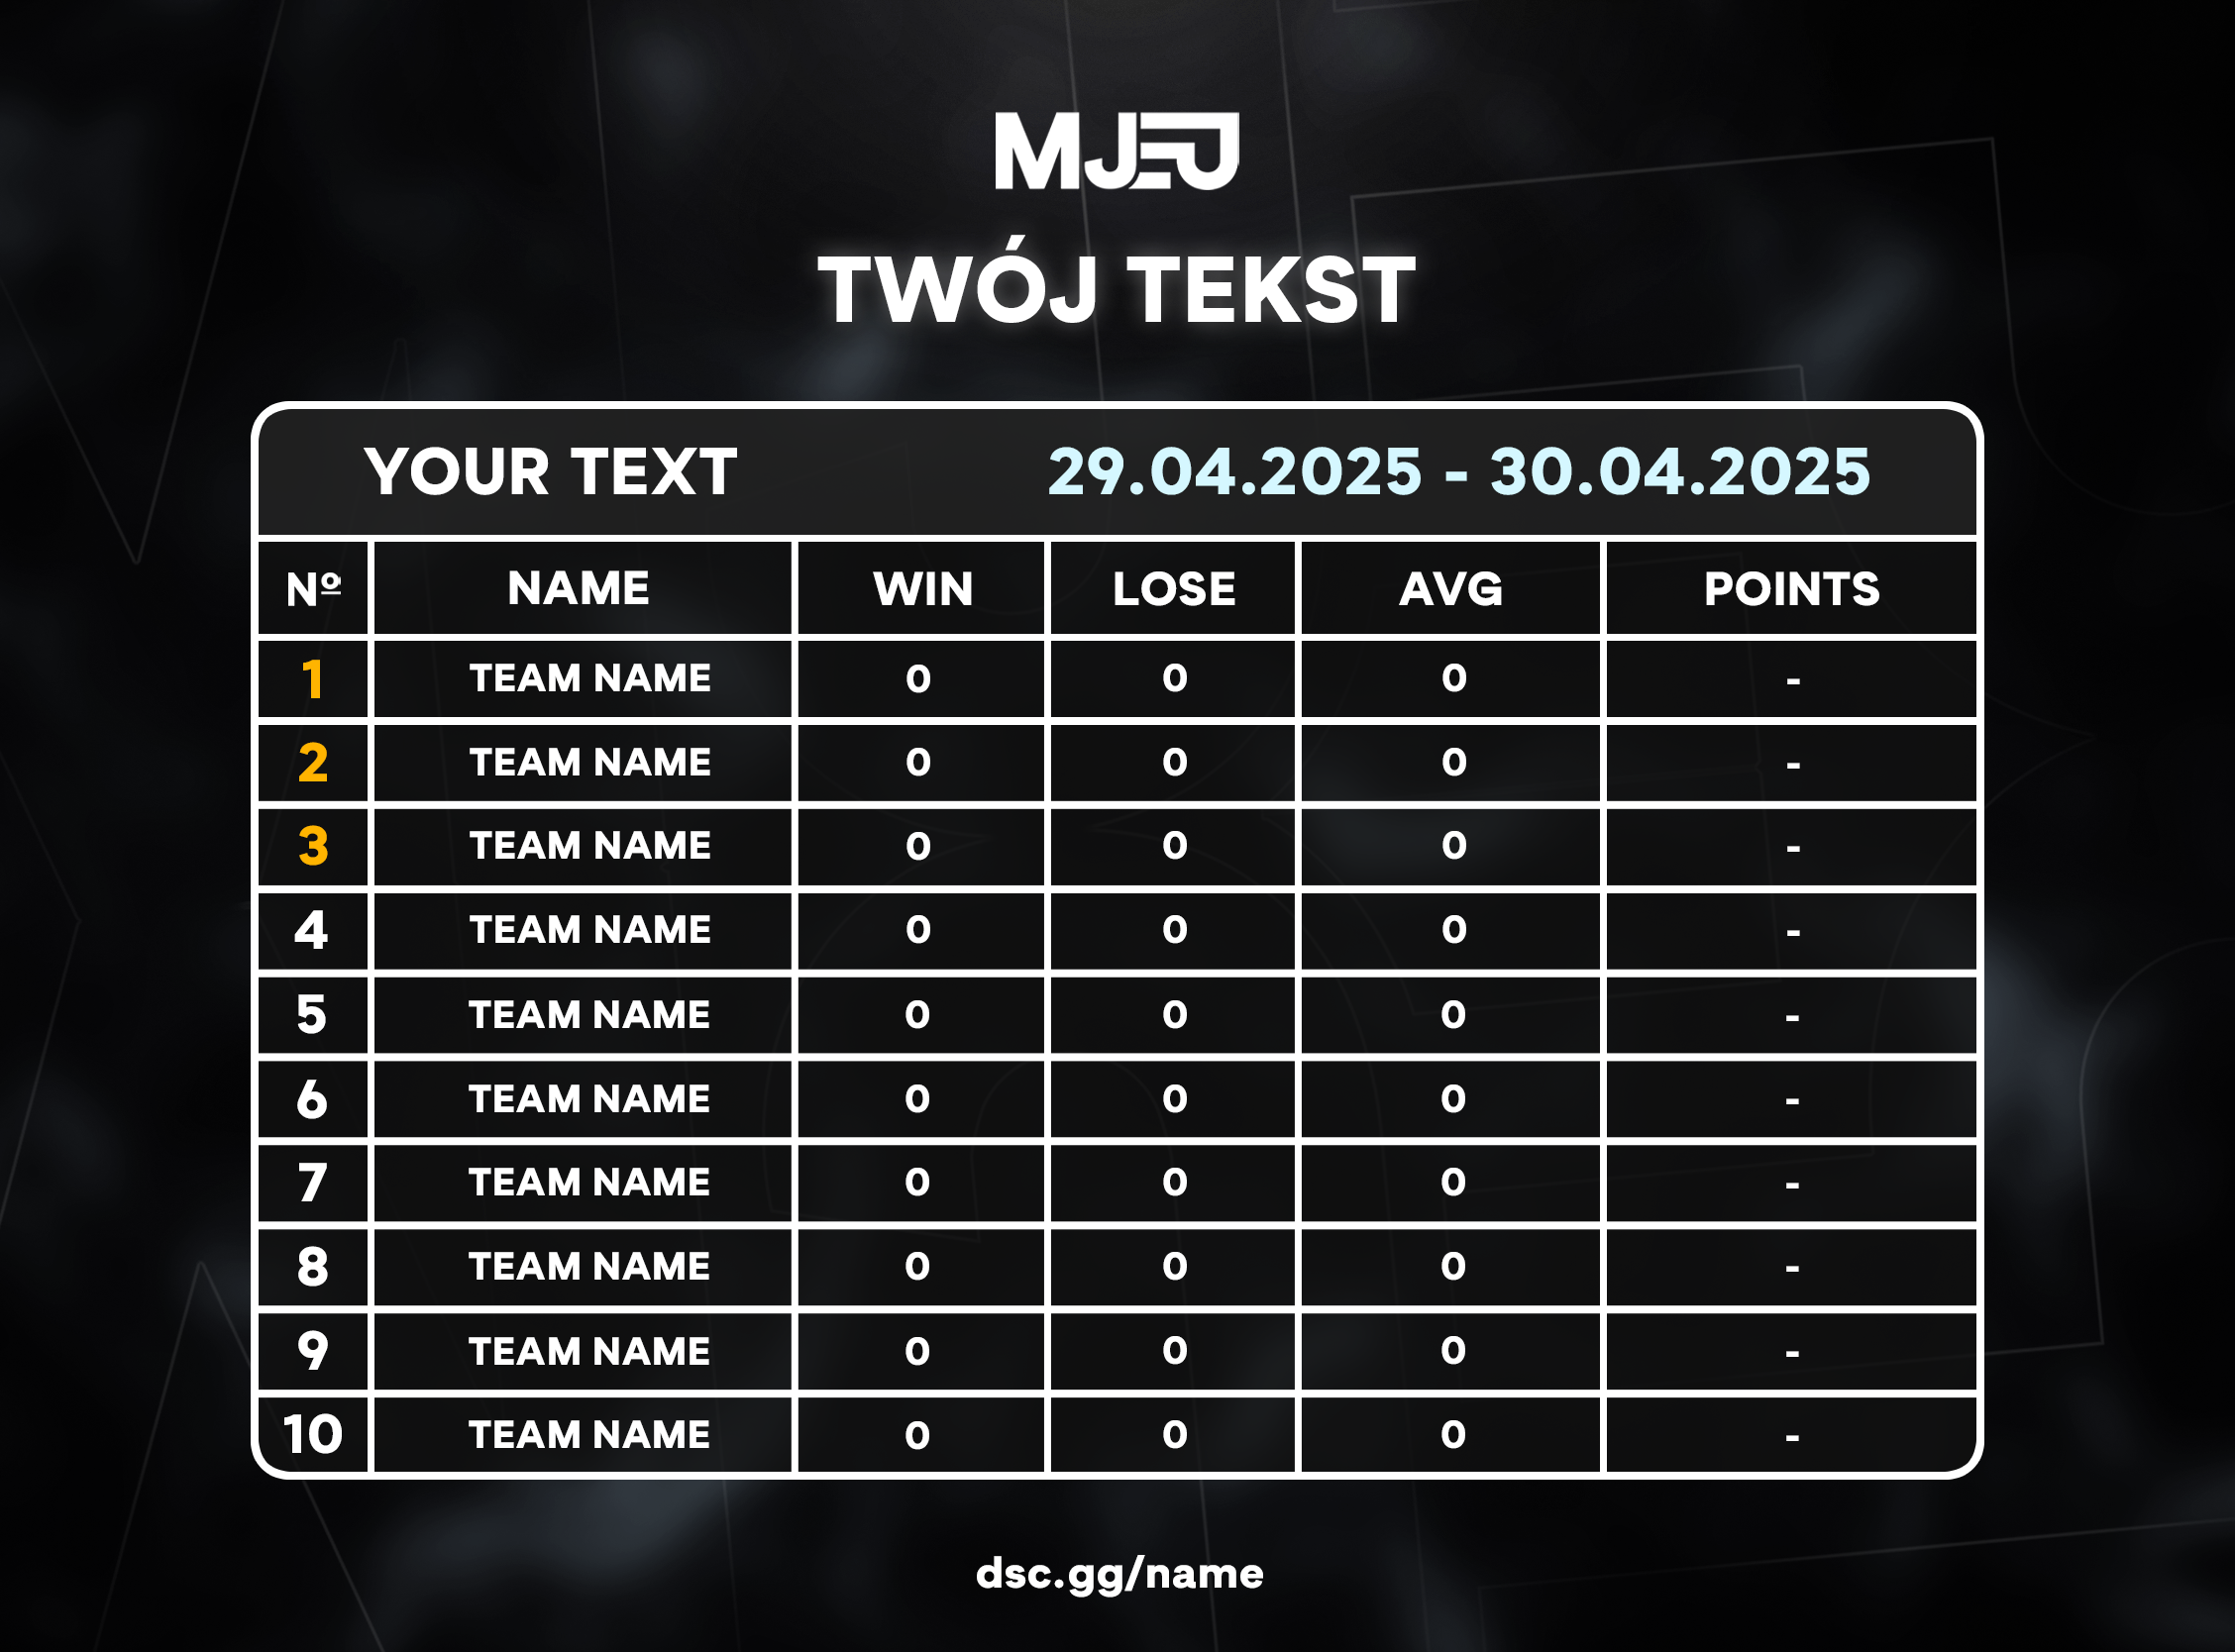 MJEU
TWÓJ TEKST
YOUR TEXT 29.04.2025 - 30.04.2025
Nº NAME WIN LOSE AVG POINTS
1 TEAM NAME 0 0 0 -
2 TEAM NAME 0 0 0 -
3 TEAM NAME 0 0 0 -
4 TEAM NAME 0 0 0 -
5 TEAM NAME 0 0 0 -
6 TEAM NAME 0 0 0 -
7 TEAM NAME 0 0 0 -
8 TEAM NAME 0 0 0 -
9 TEAM NAME 0 0 0 -
10 TEAM NAME 0 0 0 -
dsc.gg/name